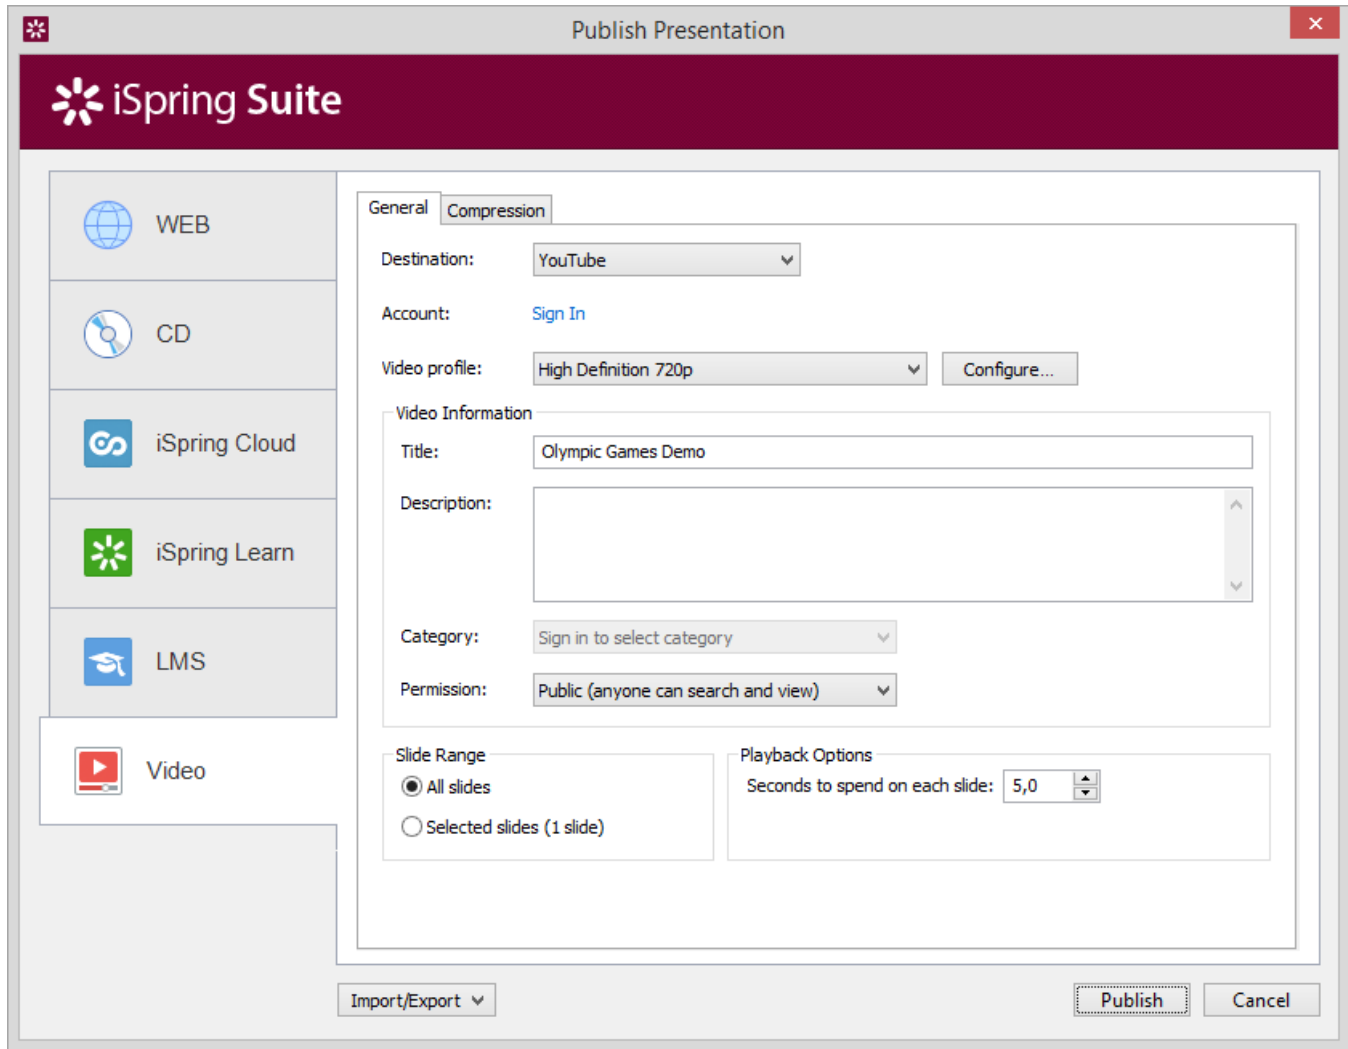 Publish Presentation
iSpring Suite
WEB
CD
iSpring Cloud
iSpring Learn
LMS
Video
General Compression
Destination: YouTube
Account: Sign In
Video profile: High Definition 720p Configure...
Video Information
Title: Olympic Games Demo
Description:
Category: Sign in to select category
Permission: Public (anyone can search and view)
Slide Range
All slides
Selected slides (1 slide)
Playback Options
Seconds to spend on each slide: 5,0
Import/Export Publish Cancel